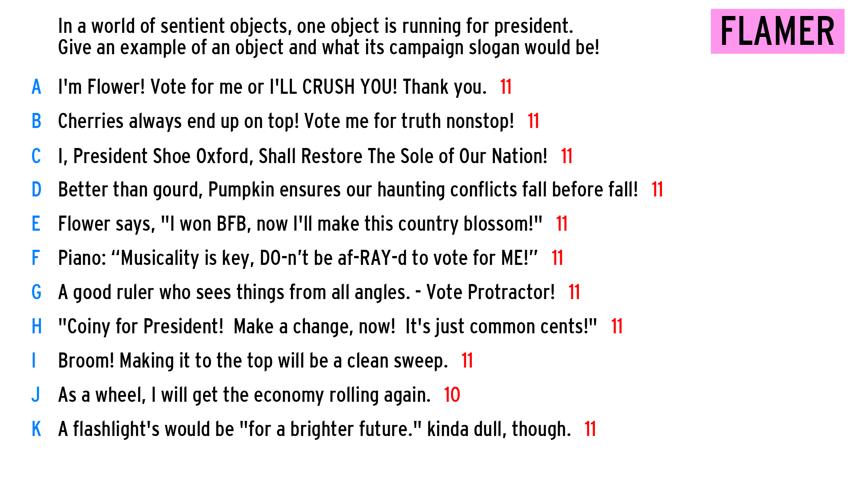 In a world of sentient objects, one object is running for president.
Give an example of an object and what its campaign slogan would be!
FLAMER
A I'm Flower! Vote for me or I'LL CRUSH YOU! Thank you. 11
B Cherries always end up on top! Vote me for truth nonstop! 11
C I, President Shoe Oxford, Shall Restore The Sole of Our Nation! 11
D Better than gourd, Pumpkin ensures our haunting conflicts fall before fall! 11
E Flower says, "I won BFB, now I'll make this country blossom!" 11
F Piano: “Musicality is key, DO-n’t be af-RAY-d to vote for ME!” 11
G A good ruler who sees things from all angles. - Vote Protractor! 11
H "Coiny for President!  Make a change, now!  It's just common cents!" 11
I Broom! Making it to the top will be a clean sweep. 11
J As a wheel, I will get the economy rolling again. 10
K A flashlight's would be "for a brighter future." kinda dull, though. 11